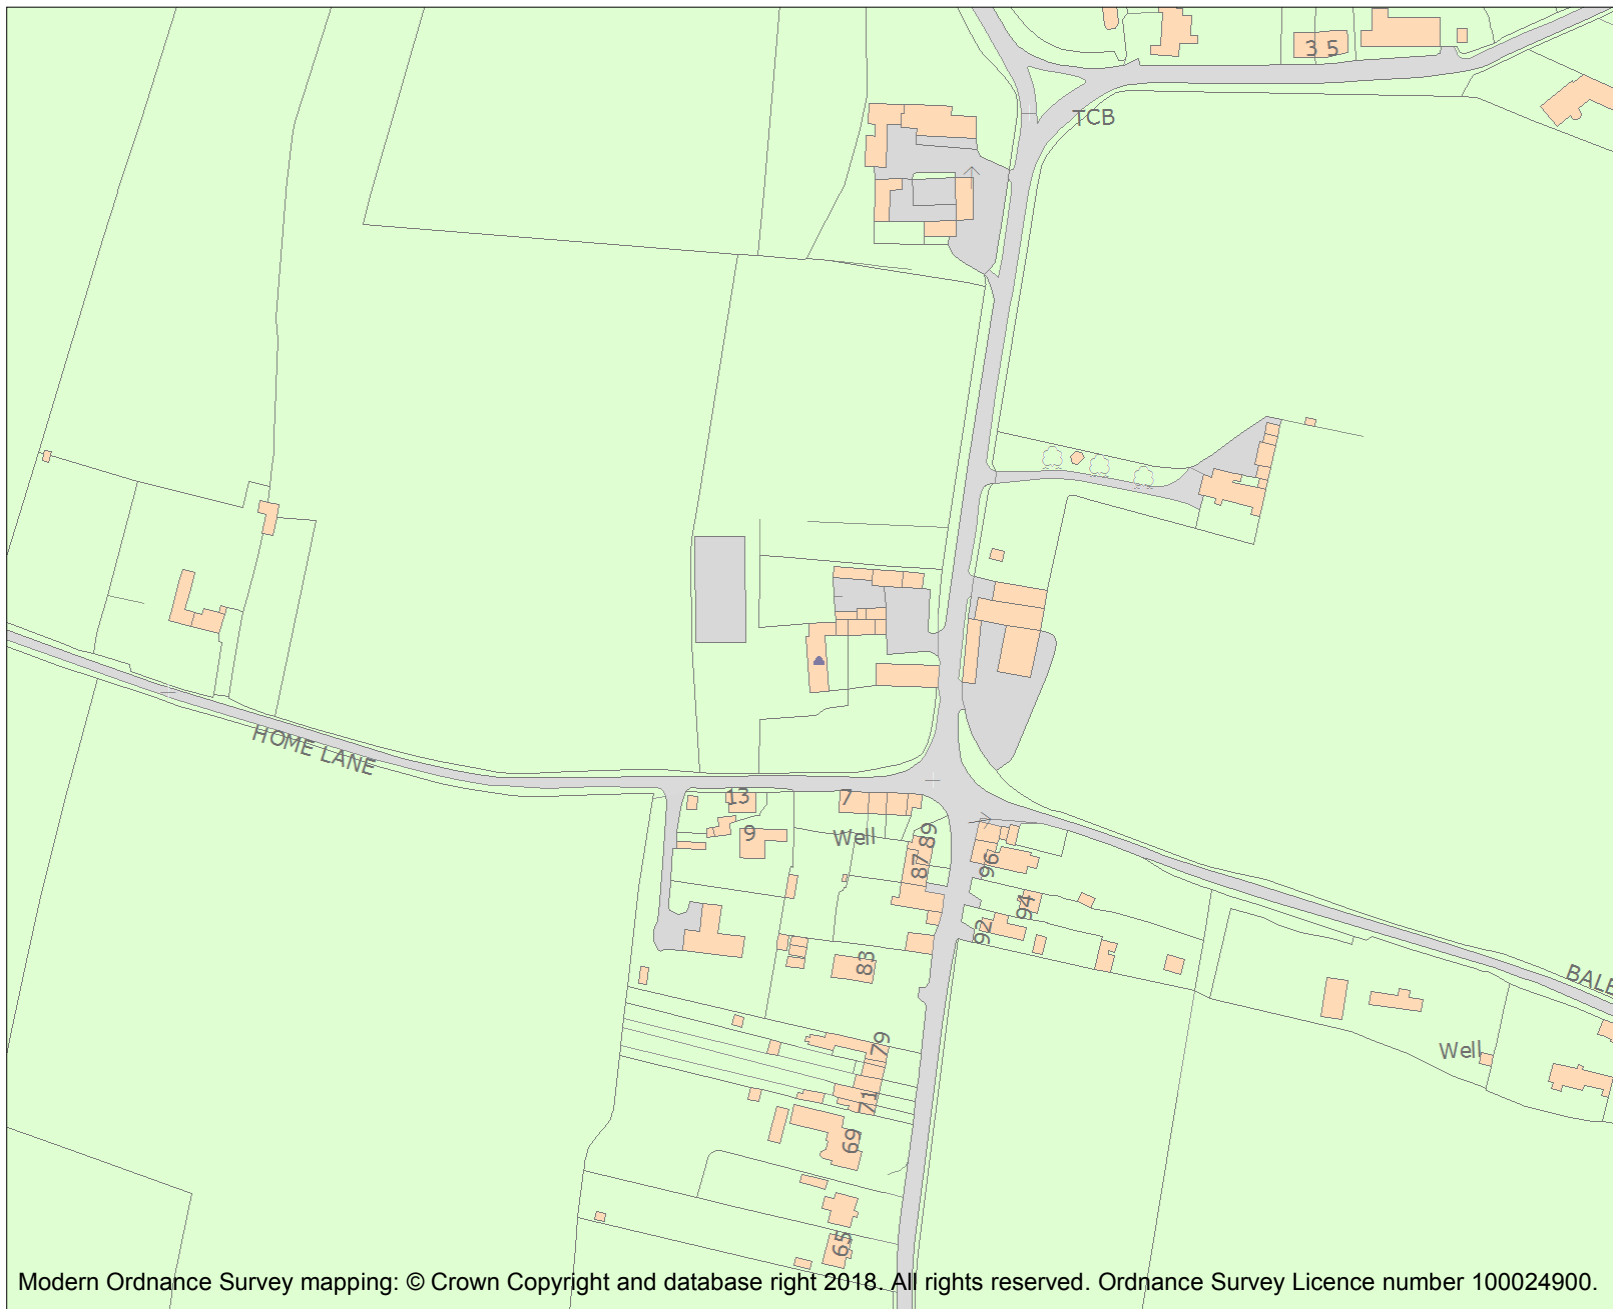 3 5
TCB
HOME LANE
13
7
9
Well
89
87
96
94
92
BALE
83
79
Well
71
69
65
Modern Ordnance Survey mapping: © Crown Copyright and database right 2018. All rights reserved. Ordnance Survey Licence number 100024900.